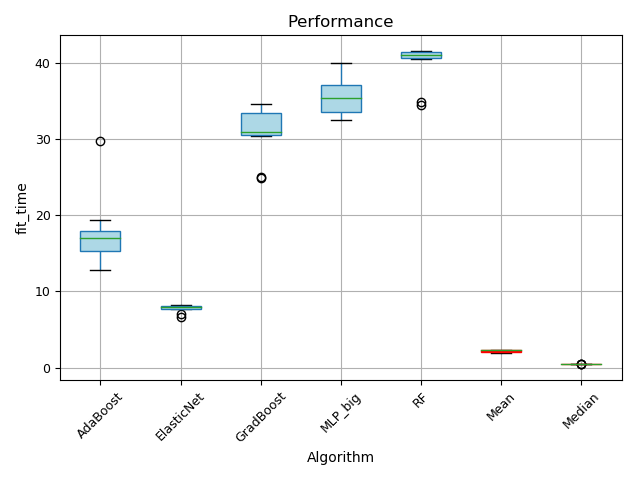 Performance
fit_time
40
30
20
10
0
AdaBoost
ElasticNet
GradBoost
MLP_big
RF
Mean
Median
Algorithm